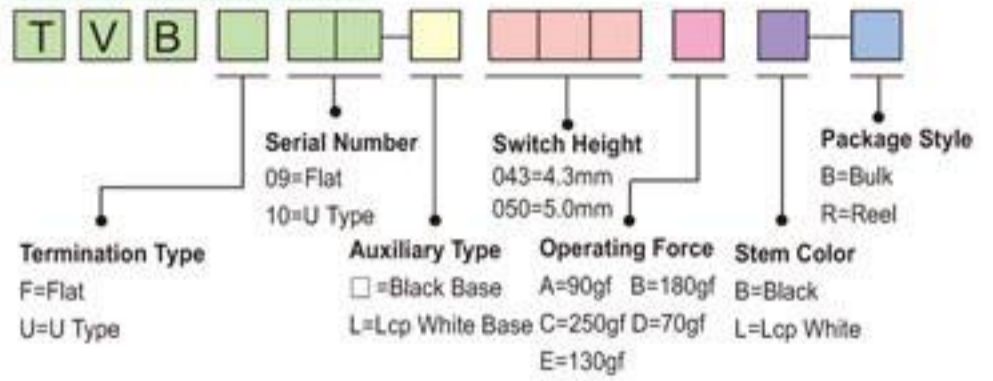 T V B □ □□-□ □□□ □ □-□
Serial Number
09=Flat
10=U Type
Switch Height
043=4.3mm
050=5.0mm
Package Style
B=Bulk
R=Reel
Termination Type
F=Flat
U=U Type
Auxiliary Type
□=Black Base
L=Lcp White Base
Operating Force
A=90gf B=180gf
C=250gf D=70gf
E=130gf
Stem Color
B=Black
L=Lcp White